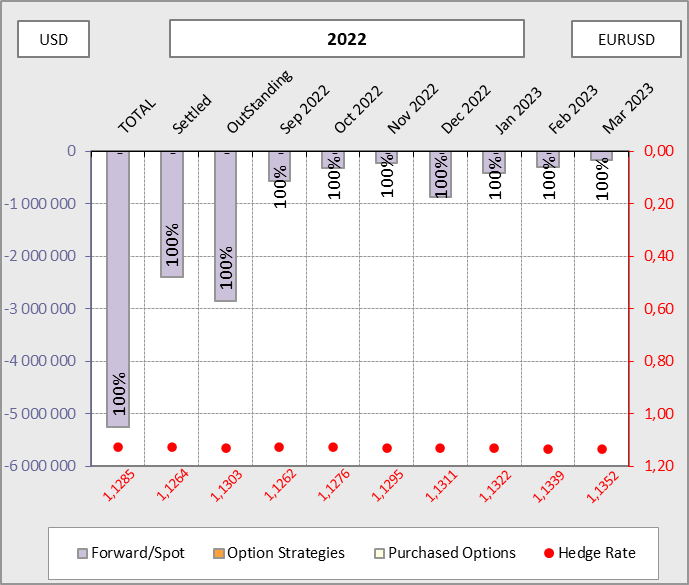 USD
2022
EURUSD
TOTAL
Settled
OutStanding
Sep 2022
Oct 2022
Nov 2022
Dec 2022
Jan 2023
Feb 2023
Mar 2023
0
-1 000 000
-2 000 000
-3 000 000
-4 000 000
-5 000 000
-6 000 000
100%
100%
100%
100%
100%
100%
100%
100%
100%
100%
0,00
0,20
0,40
0,60
0,80
1,00
1,20
1,1285
1,1264
1,1303
1,1262
1,1276
1,1295
1,1311
1,1322
1,1339
1,1352
Forward/Spot
Option Strategies
Purchased Options
Hedge Rate